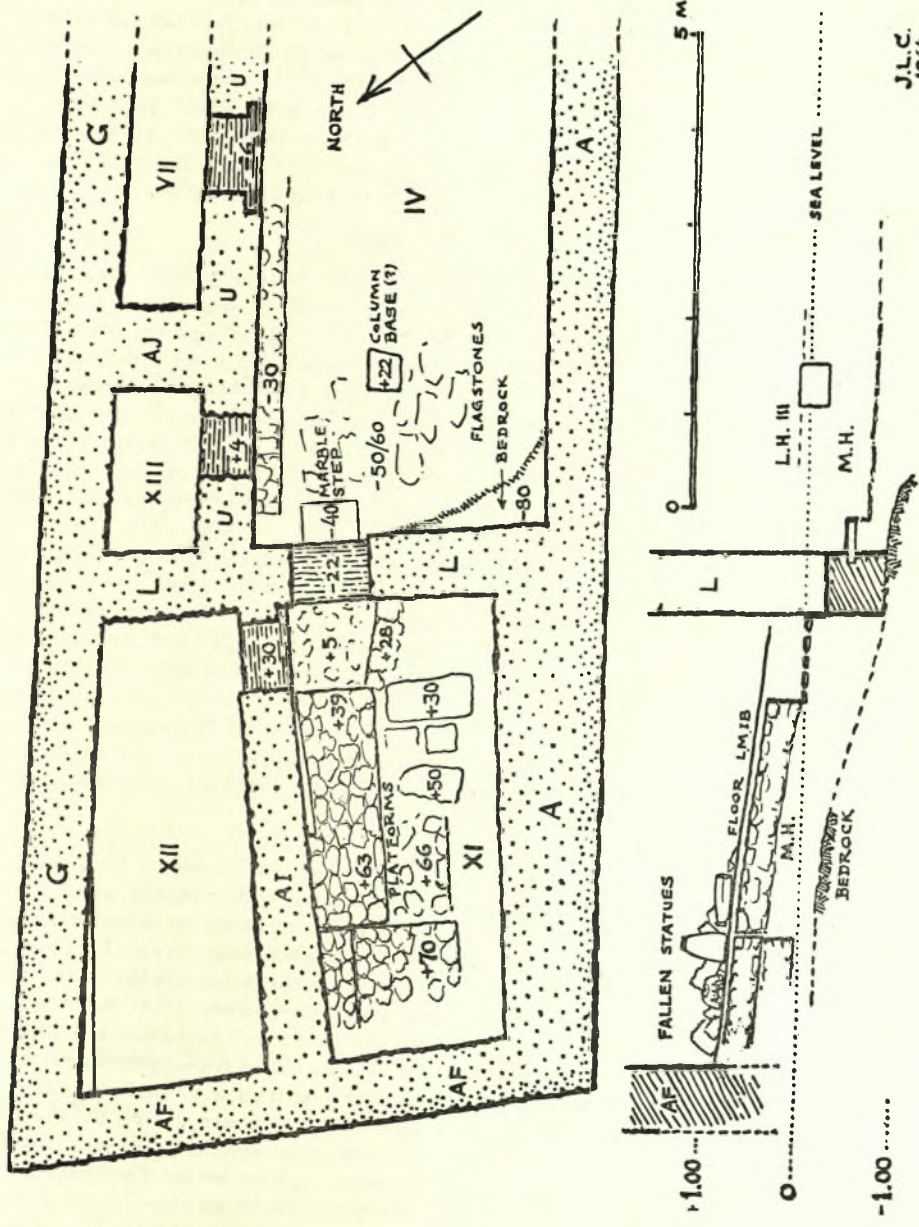 G
VII
U
U
NORTH
IV
A
AJ
XIII
+4
U
-30
MARBLE
STEP
-40
-50/60
+22
COLUMN
BASE (?)
FLAGSTONES
BEDROCK
-80
L
-22
L
G
XII
+30
AI
+5
+28
+39
+63
PLATFORMS
+30
+50
+66
+70
XI
A
AF
AF
0
5 M
SEA LEVEL
L.H. III
M.H.
L
FLOOR LM IB
M.H.
FALLEN STATUES
BEDROCK
AF
+1.00
0
-1.00
J.L.C.